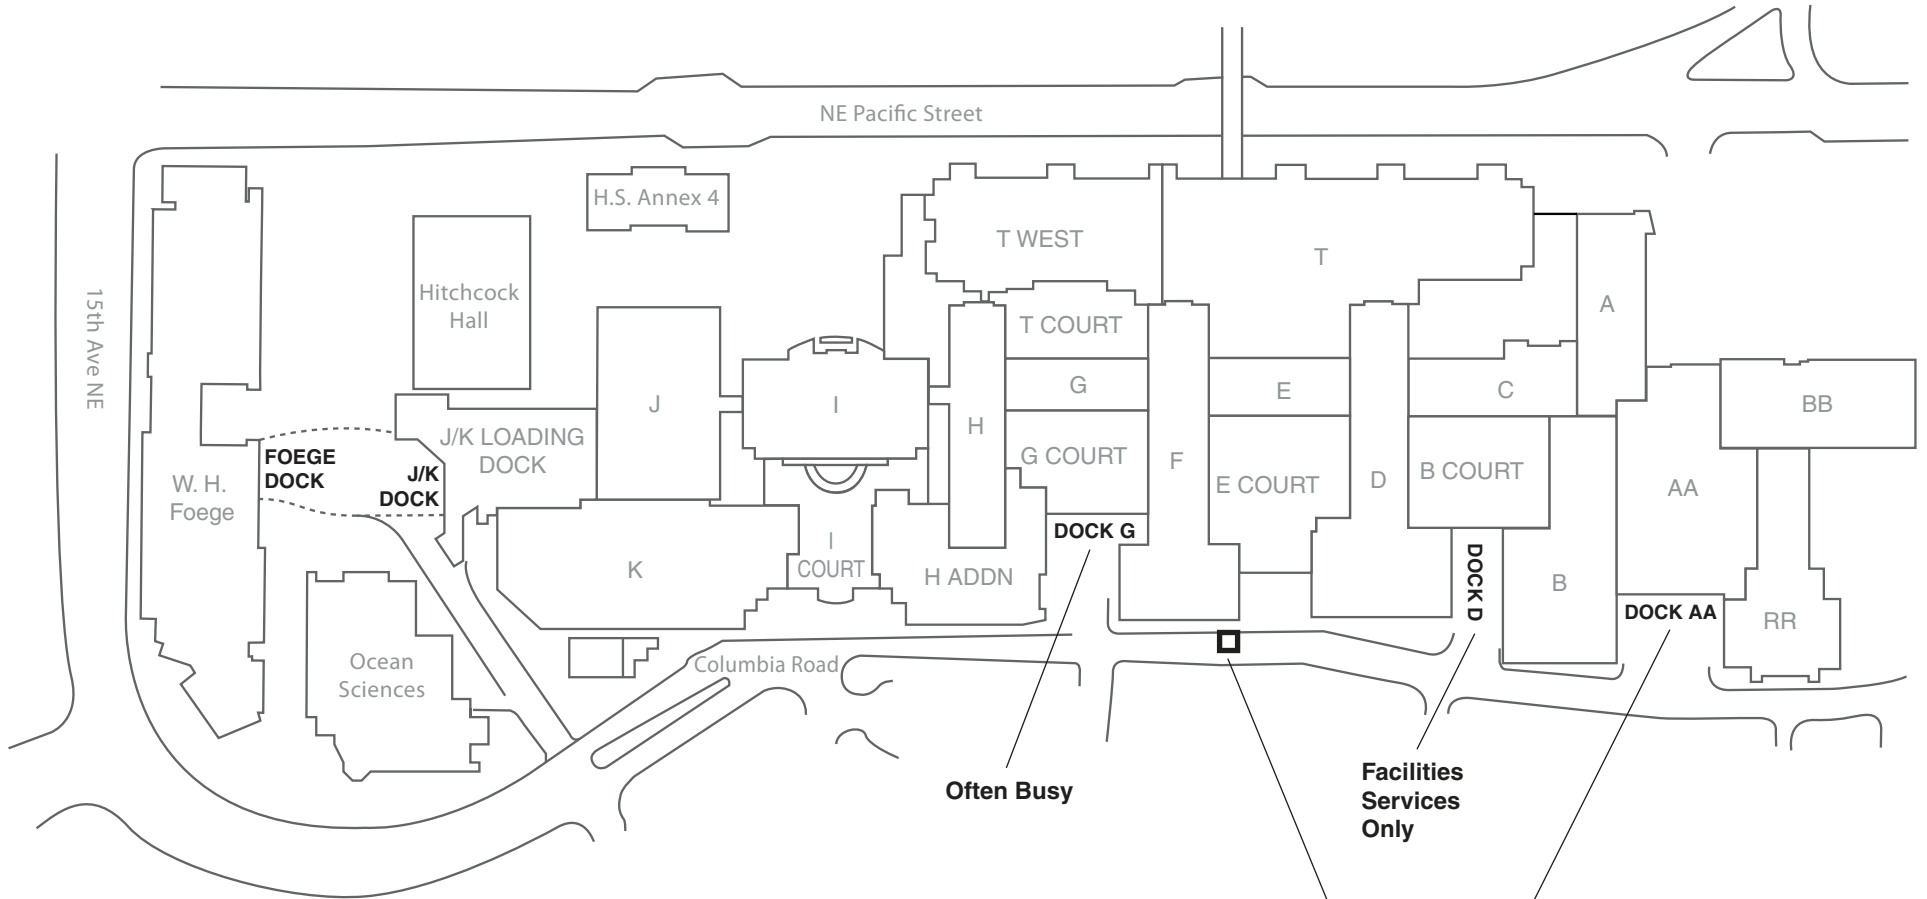 NE Pacific Street
15th Ave NE
H.S. Annex 4
Hitchcock
Hall
T WEST
T
A
T COURT
J
I
H
G
E
C
BB
J/K LOADING
DOCK
FOEGE
DOCK
J/K
DOCK
W. H.
Foege
G COURT
F
E COURT
D
B COURT
AA
DOCK G
I
COURT
K
H ADDN
DOCK D
B
DOCK AA
RR
Ocean
Sciences
Columbia Road
Often Busy
Facilities
Services
Only